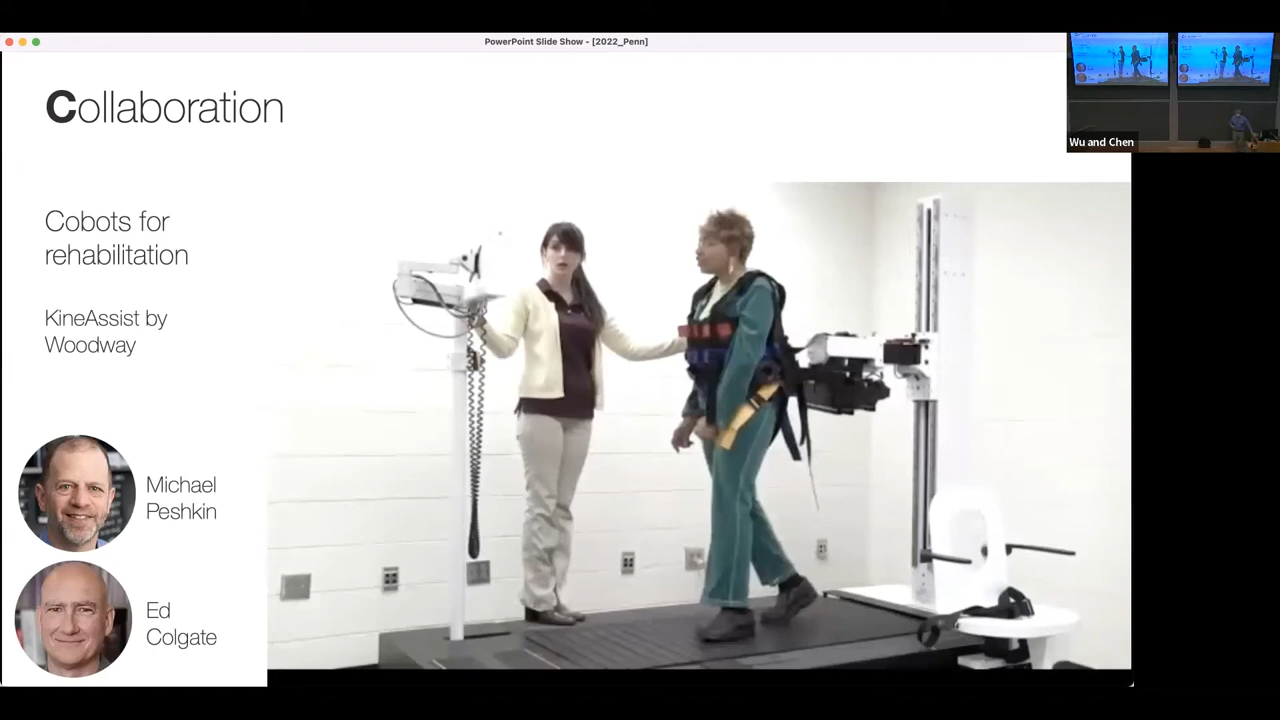 PowerPoint Slide Show - [2022_Penn]
Collaboration
Wu and Chen
Cobots for
rehabilitation
KineAssist by
Woodway
Michael
Peshkin
Ed
Colgate